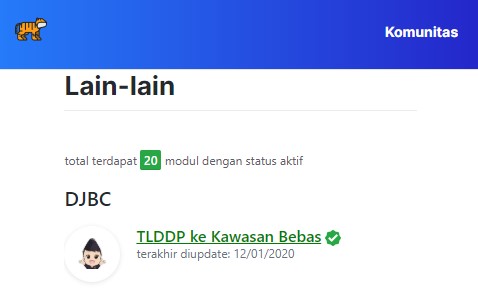 Komunitas
Lain-lain
total terdapat 20 modul dengan status aktif
DJBC
TLDDP ke Kawasan Bebas
terakhir diupdate: 12/01/2020